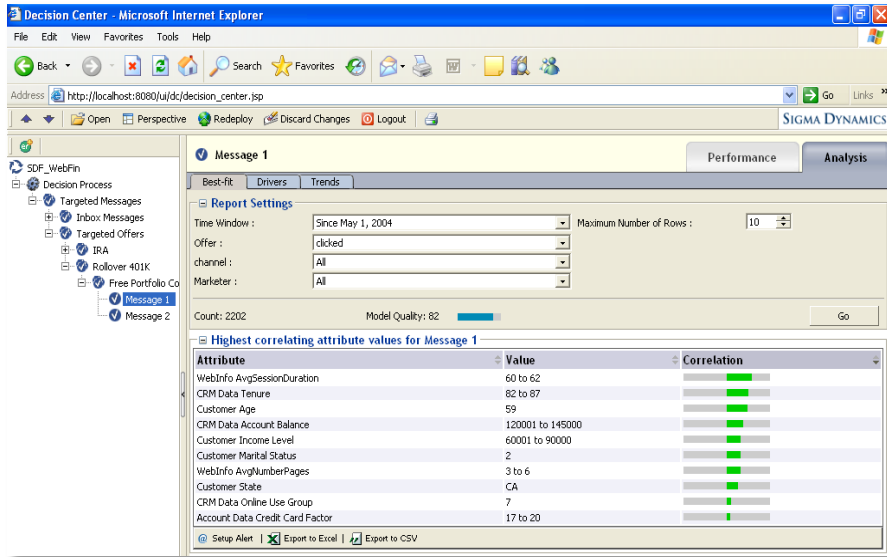 Decision Center - Microsoft Internet Explorer
File Edit View Favorites Tools Help
Back Search Favorites
Address http://localhost:8080/ui/dc/decision_center.jsp Go Links »
Open Perspective Redeploy Discard Changes Logout SIGMA DYNAMICS
SDF_WebFin
Decision Process
Targeted Messages
Inbox Messages
Targeted Offers
IRA
Rollover 401K
Free Portfolio Co
Message 1
Message 2
Message 1 Performance Analysis
Best-fit Drivers Trends
Report Settings
Time Window : Since May 1, 2004 Maximum Number of Rows : 10
Offer : clicked
channel : All
Marketer : All
Count: 2202 Model Quality: 82 Go
Highest correlating attribute values for Message 1
Attribute Value Correlation
WebInfo AvgSessionDuration 60 to 62
CRM Data Tenure 82 to 87
Customer Age 59
CRM Data Account Balance 120001 to 145000
Customer Income Level 60001 to 90000
Customer Marital Status 2
WebInfo AvgNumberPages 3 to 6
Customer State CA
CRM Data Online Use Group 7
Account Data Credit Card Factor 17 to 20
Setup Alert | Export to Excel | Export to CSV